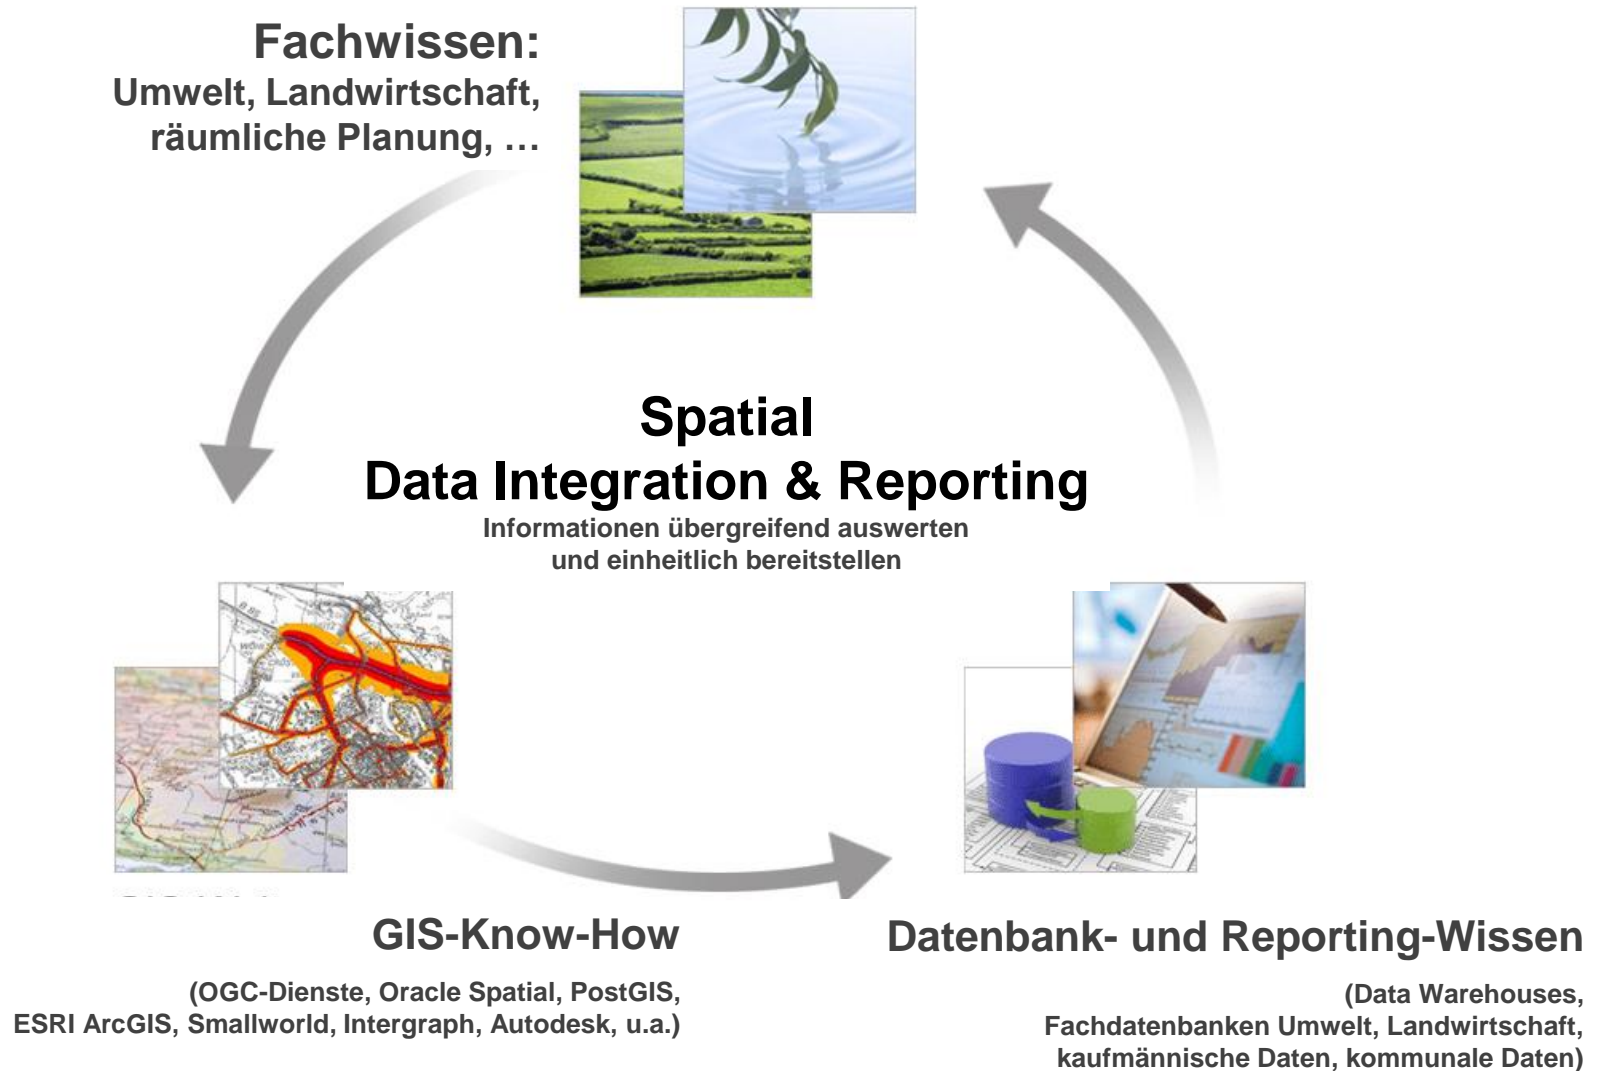 Fachwissen:
Umwelt, Landwirtschaft,
räumliche Planung, …
Spatial
Data Integration & Reporting
Informationen übergreifend auswerten
und einheitlich bereitstellen
B 95
GIS-Know-How
(OGC-Dienste, Oracle Spatial, PostGIS,
ESRI ArcGIS, Smallworld, Intergraph, Autodesk, u.a.)
Datenbank- und Reporting-Wissen
(Data Warehouses,
Fachdatenbanken Umwelt, Landwirtschaft,
kaufmännische Daten, kommunale Daten)